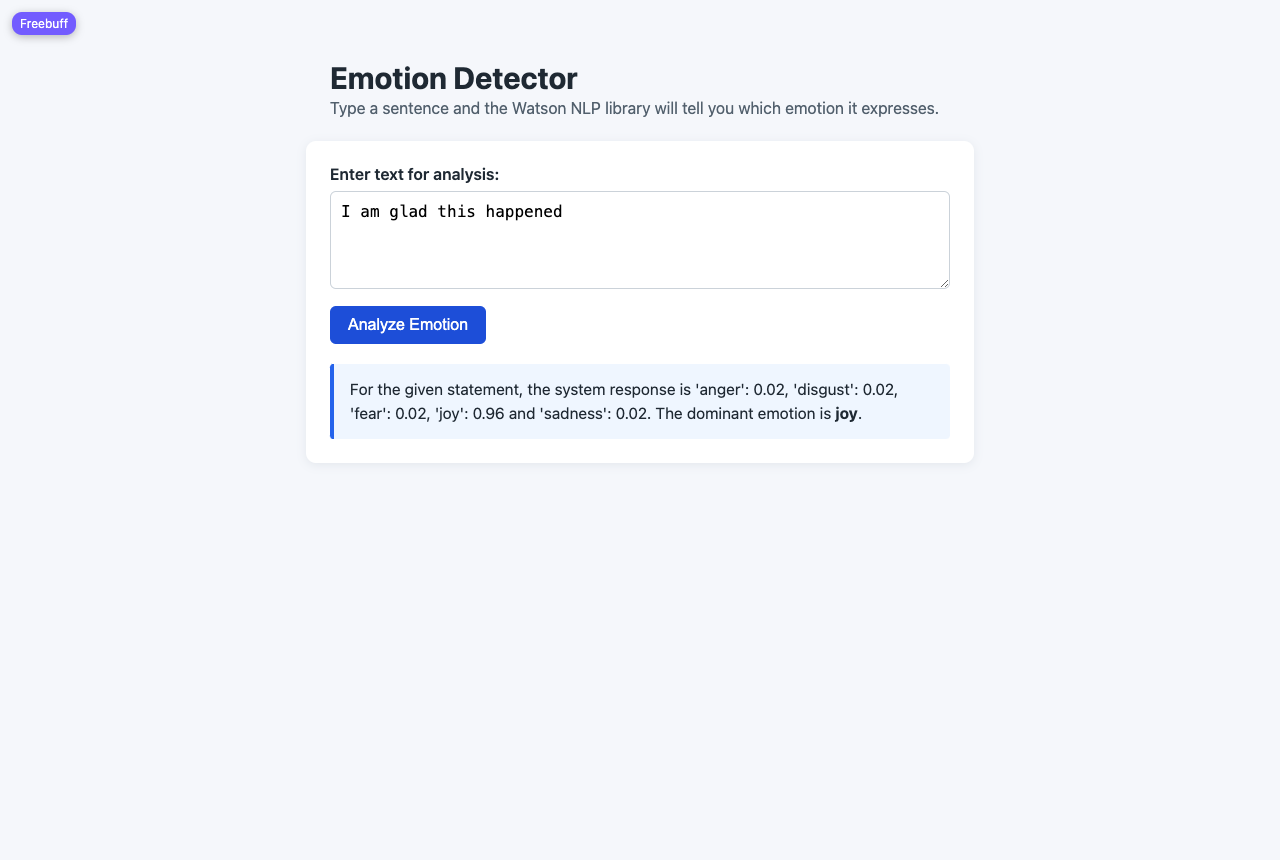 Freebuff
Emotion Detector
Type a sentence and the Watson NLP library will tell you which emotion it expresses.
Enter text for analysis:
I am glad this happened
Analyze Emotion
For the given statement, the system response is 'anger': 0.02, 'disgust': 0.02,
'fear': 0.02, 'joy': 0.96 and 'sadness': 0.02. The dominant emotion is joy.